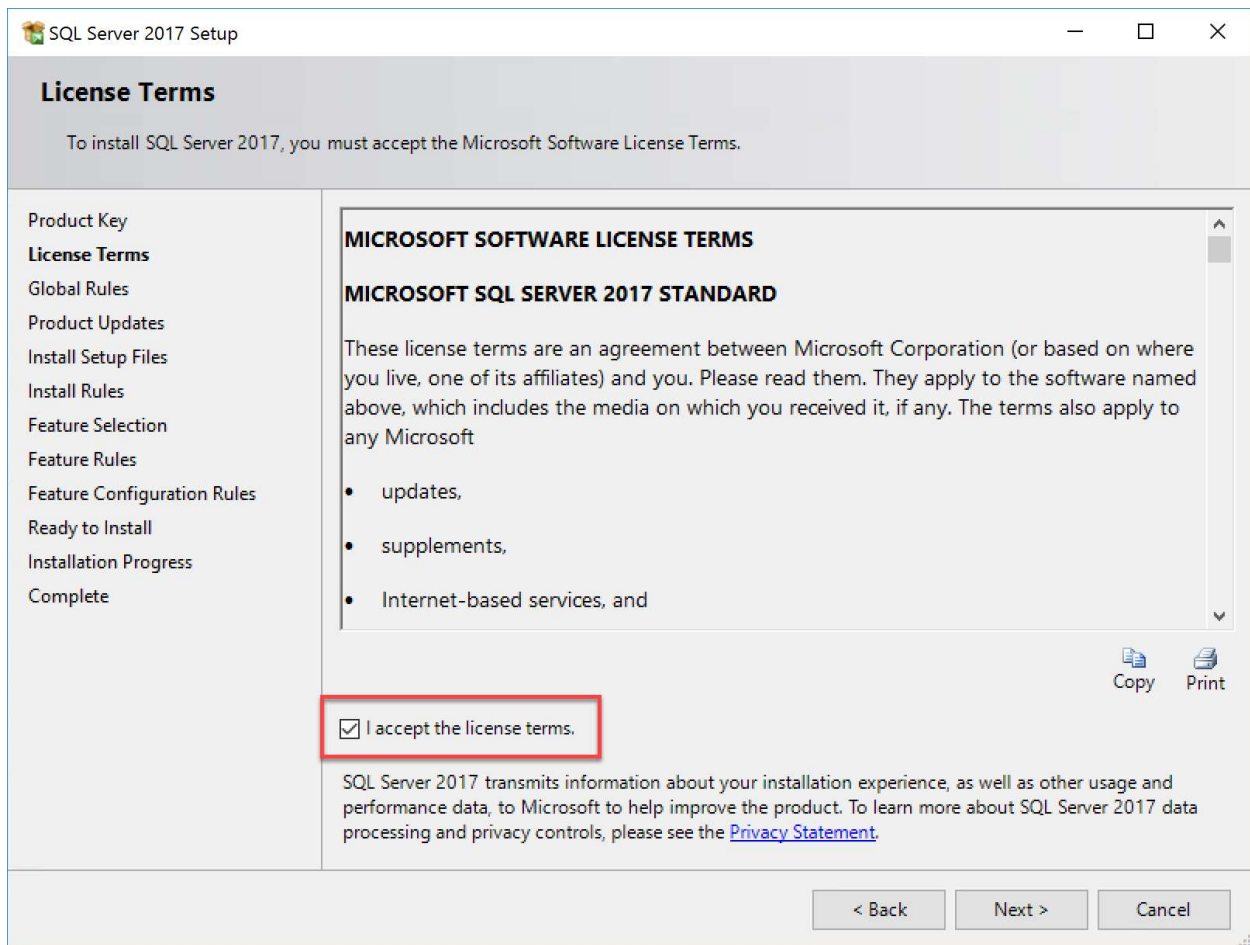 SQL Server 2017 Setup
License Terms
To install SQL Server 2017, you must accept the Microsoft Software License Terms.
Product Key
License Terms
Global Rules
Product Updates
Install Setup Files
Install Rules
Feature Selection
Feature Rules
Feature Configuration Rules
Ready to Install
Installation Progress
Complete
MICROSOFT SOFTWARE LICENSE TERMS
MICROSOFT SQL SERVER 2017 STANDARD
These license terms are an agreement between Microsoft Corporation (or based on where
you live, one of its affiliates) and you. Please read them. They apply to the software named
above, which includes the media on which you received it, if any. The terms also apply to
any Microsoft
• updates,
• supplements,
• Internet-based services, and
Copy Print
I accept the license terms.
SQL Server 2017 transmits information about your installation experience, as well as other usage and
performance data, to Microsoft to help improve the product. To learn more about SQL Server 2017 data
processing and privacy controls, please see the Privacy Statement.
< Back Next > Cancel